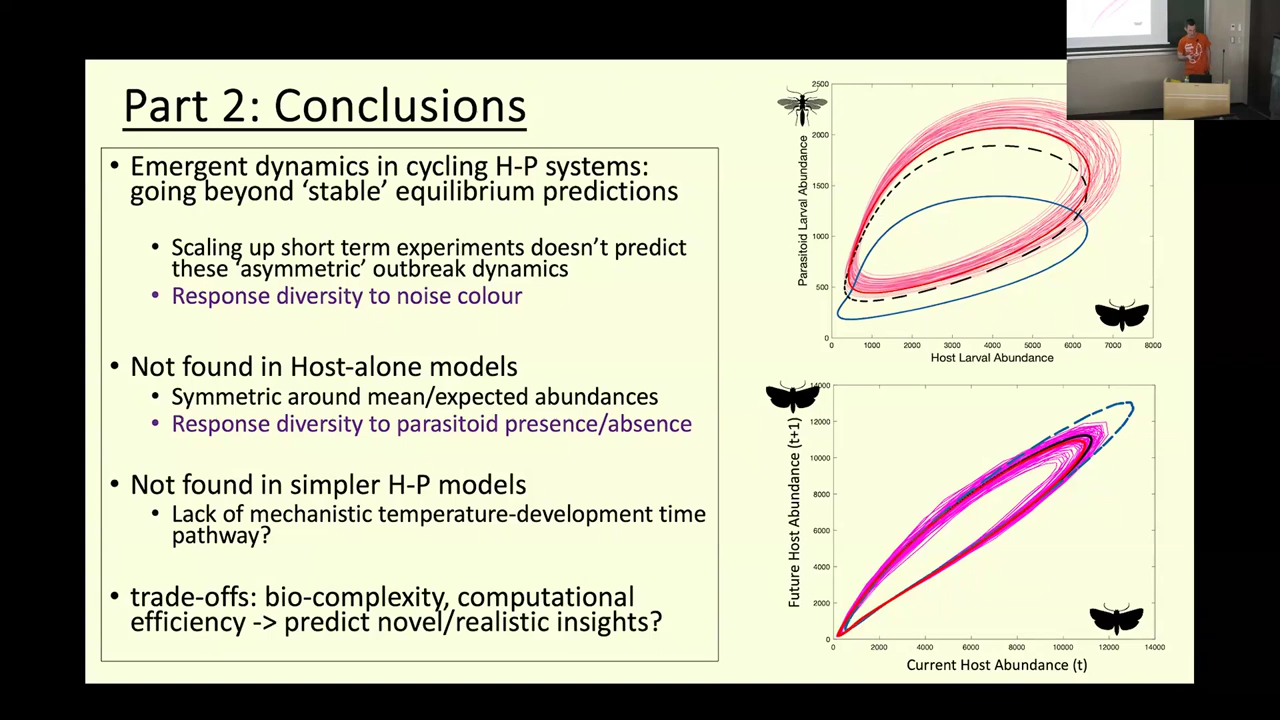 Part 2: Conclusions
• Emergent dynamics in cycling H-P systems:
going beyond ‘stable’ equilibrium predictions
• Scaling up short term experiments doesn’t predict
these ‘asymmetric’ outbreak dynamics
• Response diversity to noise colour
• Not found in Host-alone models
• Symmetric around mean/expected abundances
• Response diversity to parasitoid presence/absence
• Not found in simpler H-P models
• Lack of mechanistic temperature-development time
pathway?
• trade-offs: bio-complexity, computational
efficiency -> predict novel/realistic insights?
2500
2000
1500
1000
500
0
Parasitoid Larval Abundance
0 1000 2000 3000 4000 5000 6000 7000 8000
Host Larval Abundance
14000
12000
10000
8000
6000
4000
2000
0
Future Host Abundance (t+1)
2000 4000 6000 8000 10000 12000 14000
Current Host Abundance (t)